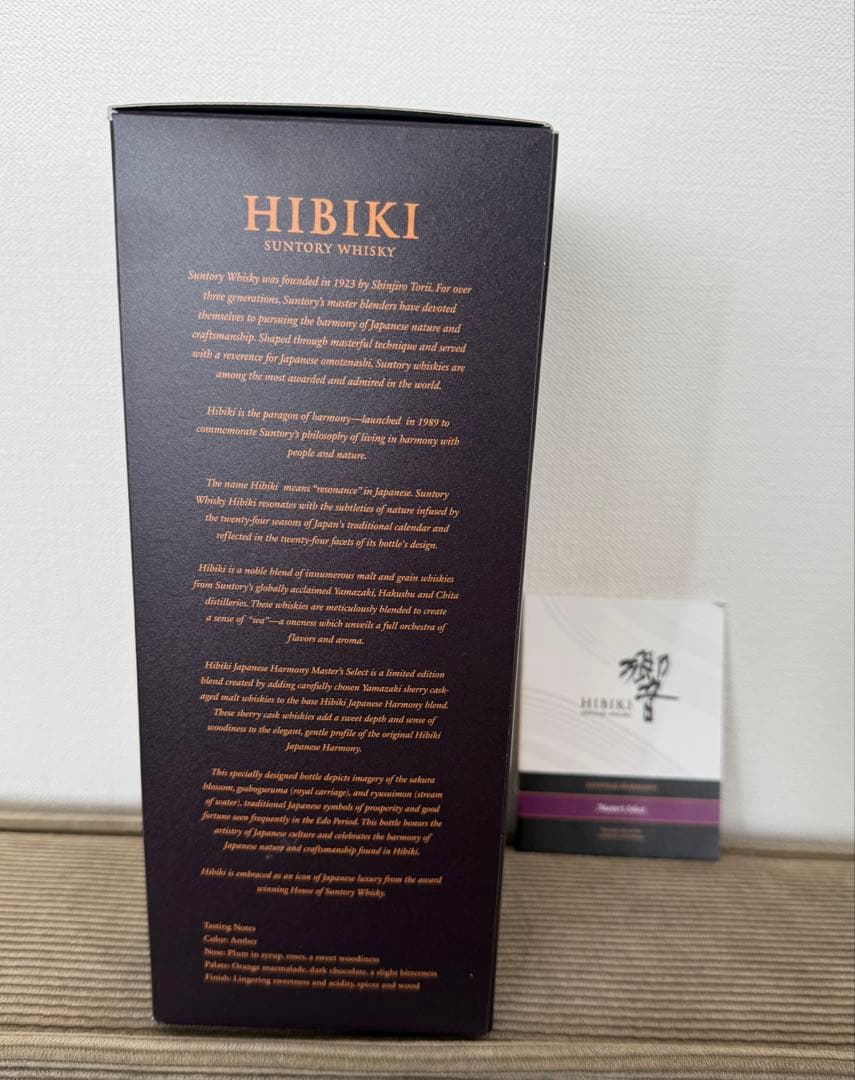 HIBIKI
SUNTORY WHISKY
Suntory Whisky was founded in 1923 by Shinjiro Torii. For over
three generations, Suntory's master blenders have devoted
themselves to pursuing the harmony of Japanese nature and
craftsmanship. Shaped through masterful technique and served
with a reverence for Japanese omotenashi, Suntory whiskies are
among the most awarded and admired in the world.
Hibiki is the paragon of harmony—launched in 1989 to
commemorate Suntory's philosophy of living in harmony with
people and nature.
The name Hibiki means "resonance" in Japanese. Suntory
Whisky Hibiki resonates with the subtleties of nature infused by
the twenty-four seasons of Japan's traditional calendar and
reflected in the twenty-four facets of its bottle's design.
Hibiki is a noble blend of innumerous malt and grain whiskies
from Suntory's globally acclaimed Yamazaki, Hakushu and Chita
distilleries. These whiskies are meticulously blended to create
a sense of "wa"—a oneness which unveils a full orchestra of
flavors and aroma.
Hibiki Japanese Harmony Master's Select is a limited edition
blend created by adding carefully chosen Yamazaki sherry cask-
aged malt whiskies to the base Hibiki Japanese Harmony blend.
These sherry cask whiskies add a sweet depth and sense of
woodiness to the elegant, gentle profile of the original Hibiki
Japanese Harmony.
This specially designed bottle depicts imagery of the sakura
blossom, goshoguruma (royal carriage), and ryusuimon (stream
of water), traditional Japanese symbols of prosperity and good
fortune seen frequently in the Edo Period. This bottle honors the
artistry of Japanese culture and celebrates the harmony of
Japanese nature and craftsmanship found in Hibiki.
Hibiki is embraced as an icon of Japanese luxury from the award
winning House of Suntory Whisky.
Tasting Notes
Color: Amber
Nose: Plum in syrup, roses, a sweet woodiness
Palate: Orange marmalade, dark chocolate, a slight bitterness
Finish: Lingering sweetness and acidity, spices and wood
響
HIBIKI
SUNTORY WHISKY
JAPANESE HARMONY
Master's Select